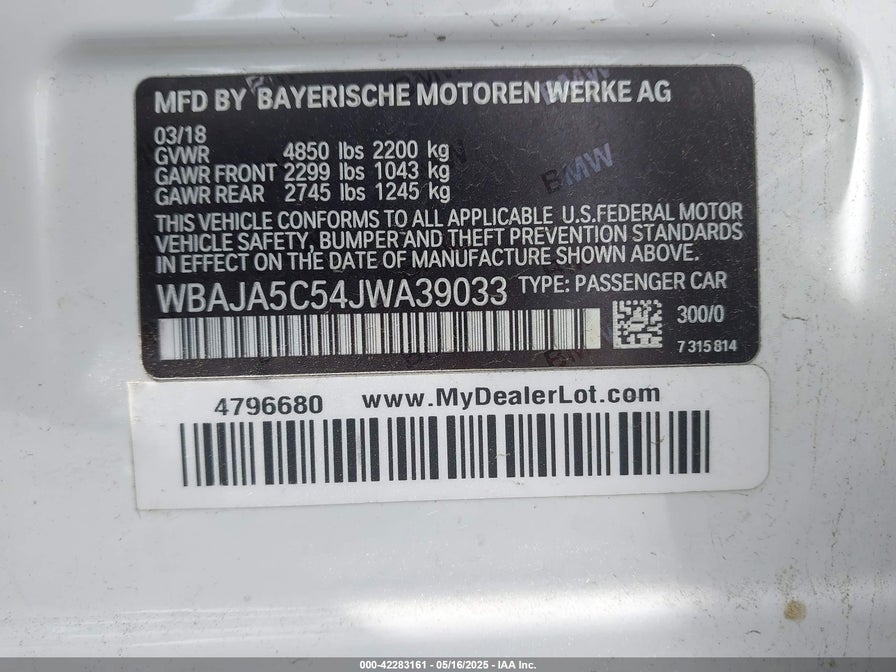 MFD BY BAYERISCHE MOTOREN WERKE AG
03/18
GVWR 4850 lbs 2200 kg
GAWR FRONT 2299 lbs 1043 kg
GAWR REAR 2745 lbs 1245 kg
THIS VEHICLE CONFORMS TO ALL APPLICABLE U.S.FEDERAL MOTOR
VEHICLE SAFETY, BUMPER AND THEFT PREVENTION STANDARDS
IN EFFECT ON THE DATE OF MANUFACTURE SHOWN ABOVE.
WBAJA5C54JWA39033 TYPE: PASSENGER CAR
300/0
7 315 814
BMW
4796680 www.MyDealerLot.com
000-42283161 - 05/16/2025 - IAA Inc.